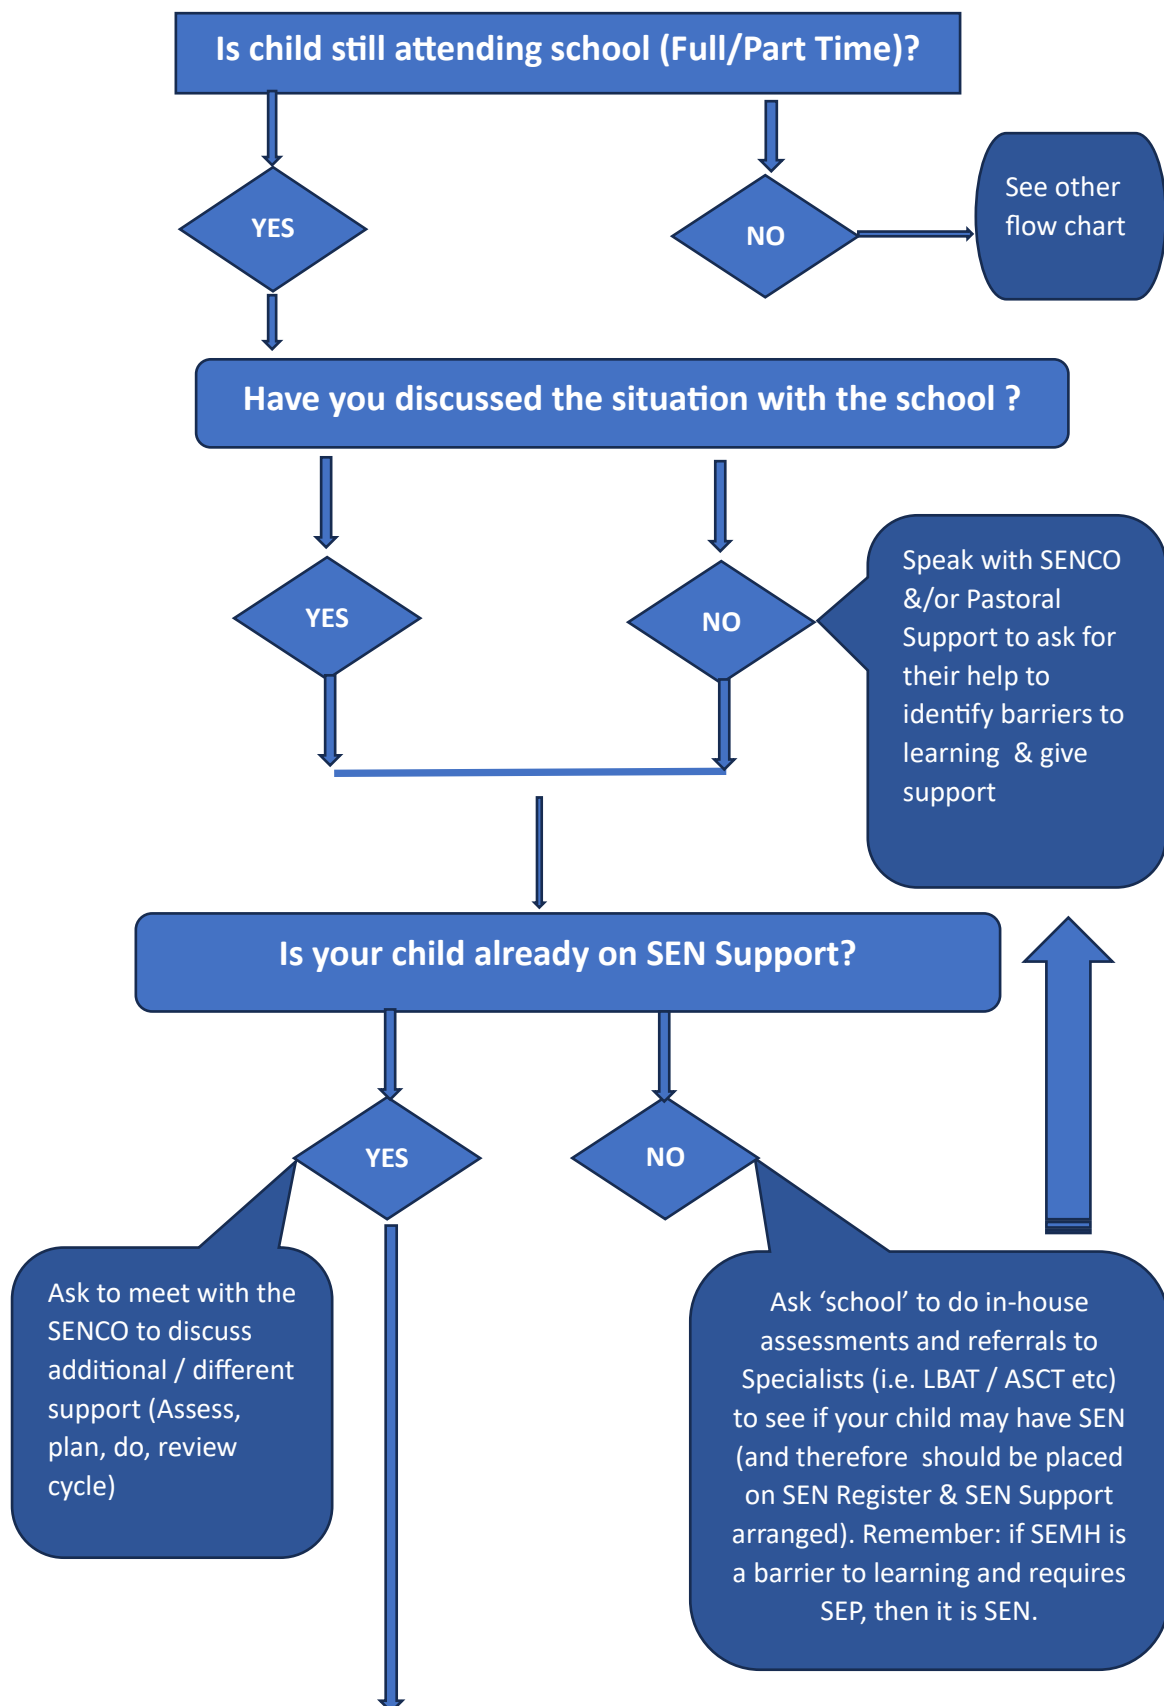 Is child still attending school (Full/Part Time)?
YES
NO
See other
flow chart
Have you discussed the situation with the school ?
YES
NO
Speak with SENCO
&/or Pastoral
Support to ask for
their help to
identify barriers to
learning & give
support
Is your child already on SEN Support?
YES
NO
Ask to meet with the
SENCO to discuss
additional / different
support (Assess,
plan, do, review
cycle)
Ask ‘school’ to do in-house
assessments and referrals to
Specialists (i.e. LBAT / ASCT etc)
to see if your child may have SEN
(and therefore should be placed
on SEN Register & SEN Support
arranged). Remember: if SEMH is
a barrier to learning and requires
SEP, then it is SEN.